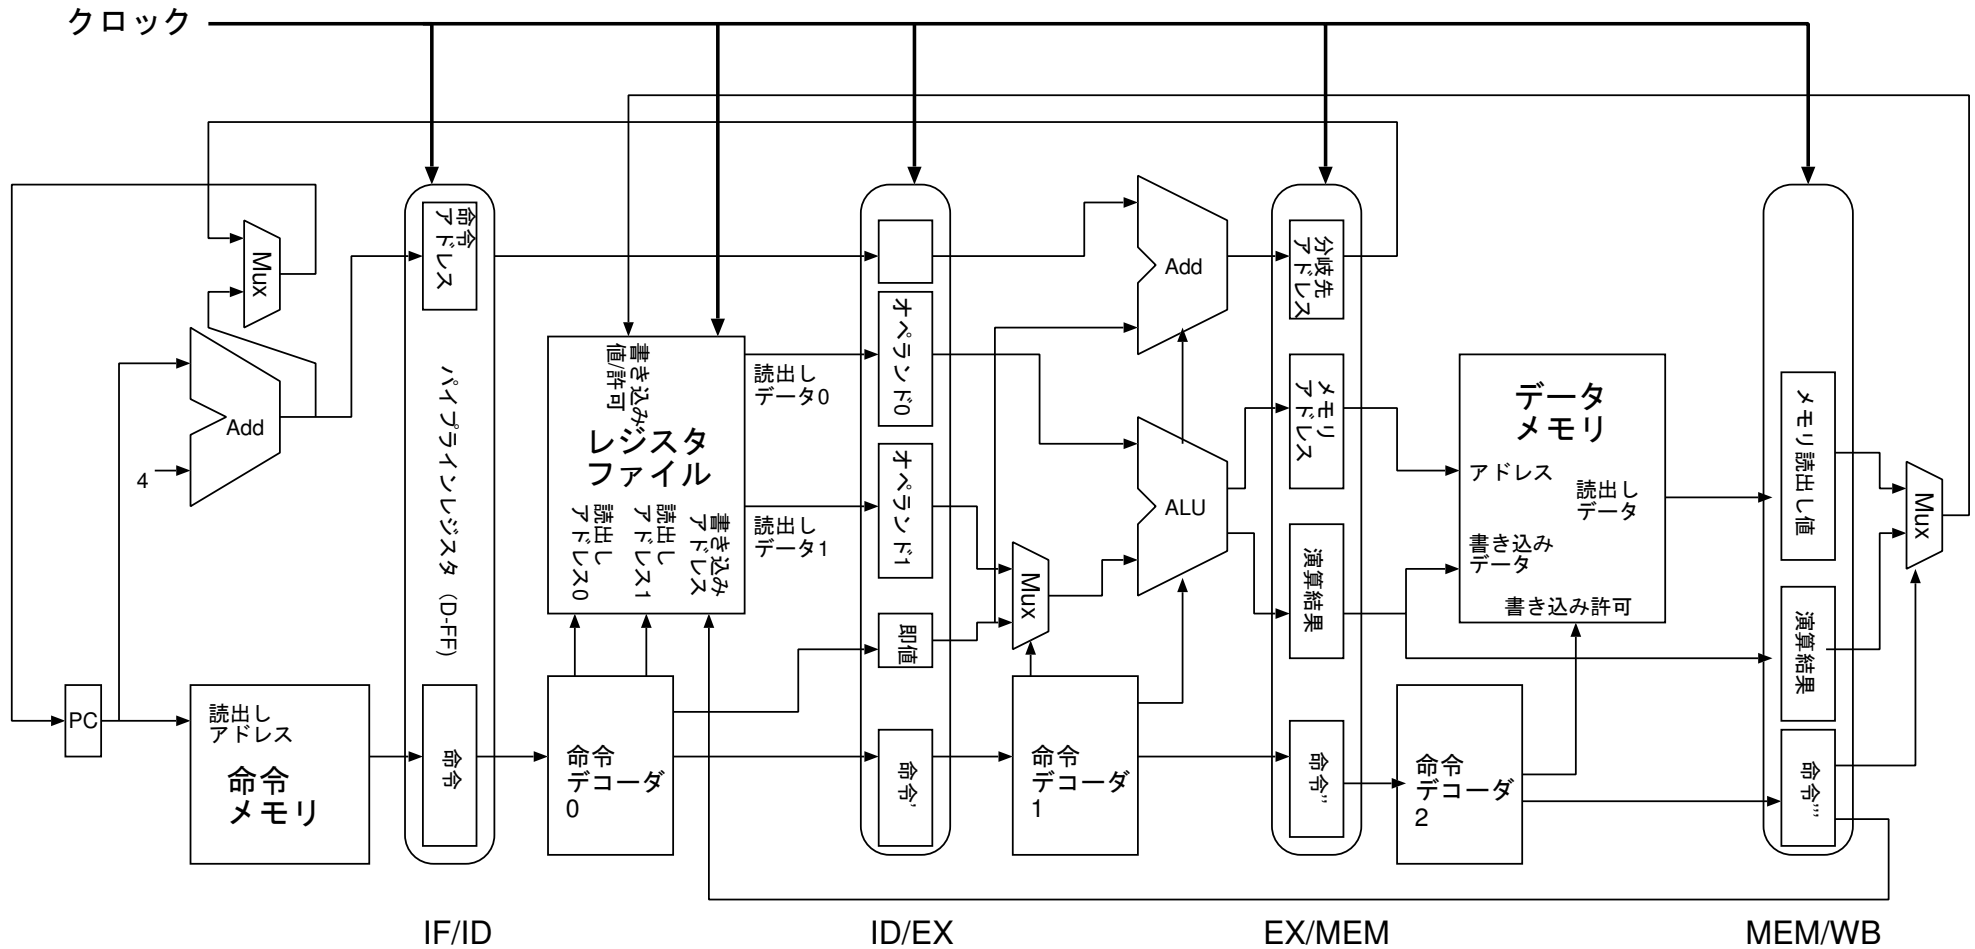 クロック
Mux
Add
4
PC
読出し
アドレス
命令
メモリ
命令
アドレス
パイプラインレジスタ（D-FF）
命令
書き込み
値/許可
レジスタ
ファイル
読出し
アドレス0
読出し
アドレス1
書き込み
アドレス
読出し
データ0
読出し
データ1
命令
デコーダ
0
オペランド0
オペランド1
即値
命令'
Mux
命令
デコーダ
1
Add
ALU
分岐先
アドレス
メモリ
アドレス
演算結果
命令''
命令
デコーダ
2
データ
メモリ
アドレス
読出し
データ
書き込み
データ
書き込み許可
メモリ読出し値
演算結果
命令'''
Mux
IF/ID
ID/EX
EX/MEM
MEM/WB